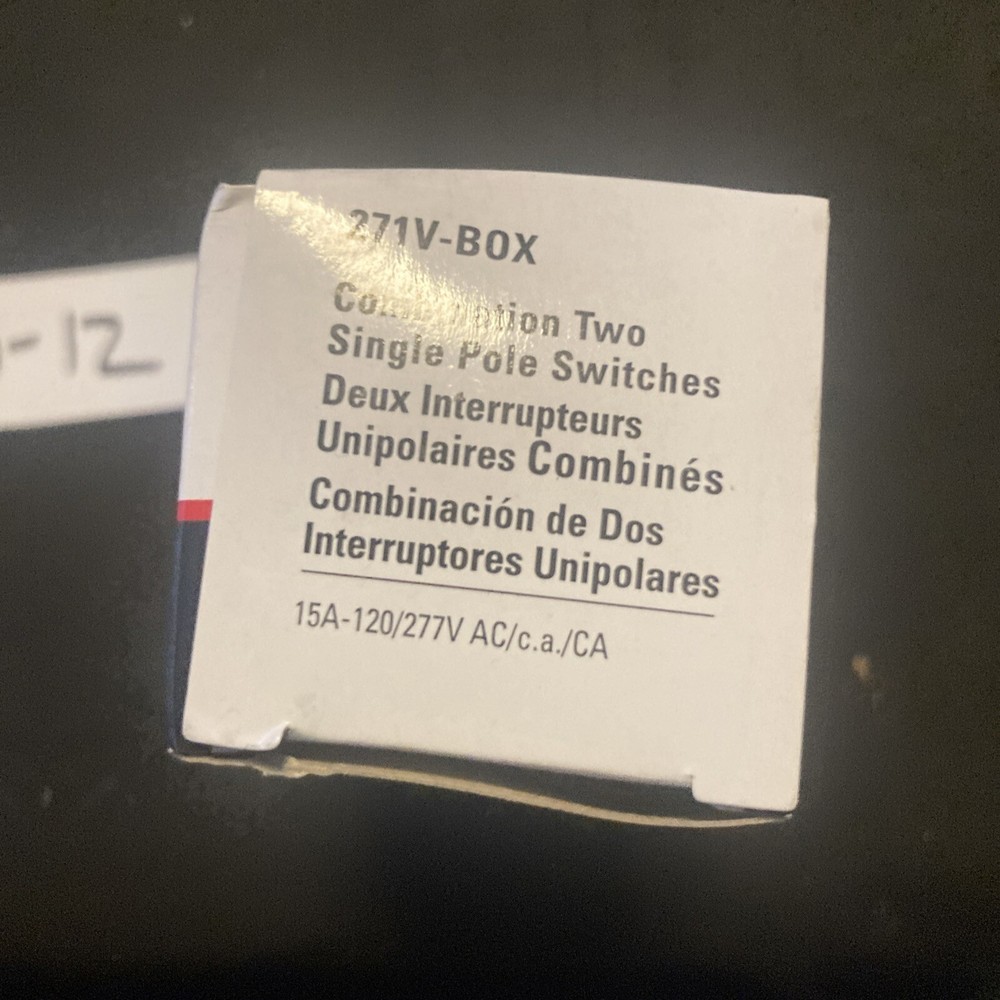 271V-BOX
Combination Two
Single Pole Switches
Deux Interrupteurs
Unipolaires Combinés
Combinación de Dos
Interruptores Unipolares
15A-120/277V AC/c.a./CA
-12